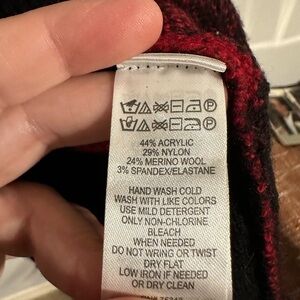 44% ACRYLIC
29% NYLON
24% MERINO WOOL
3% SPANDEX/ELASTANE
HAND WASH COLD
WASH WITH LIKE COLORS
USE MILD DETERGENT
ONLY NON-CHLORINE
BLEACH
WHEN NEEDED
DO NOT WRING OR TWIST
DRY FLAT
LOW IRON IF NEEDED
OR DRY CLEAN